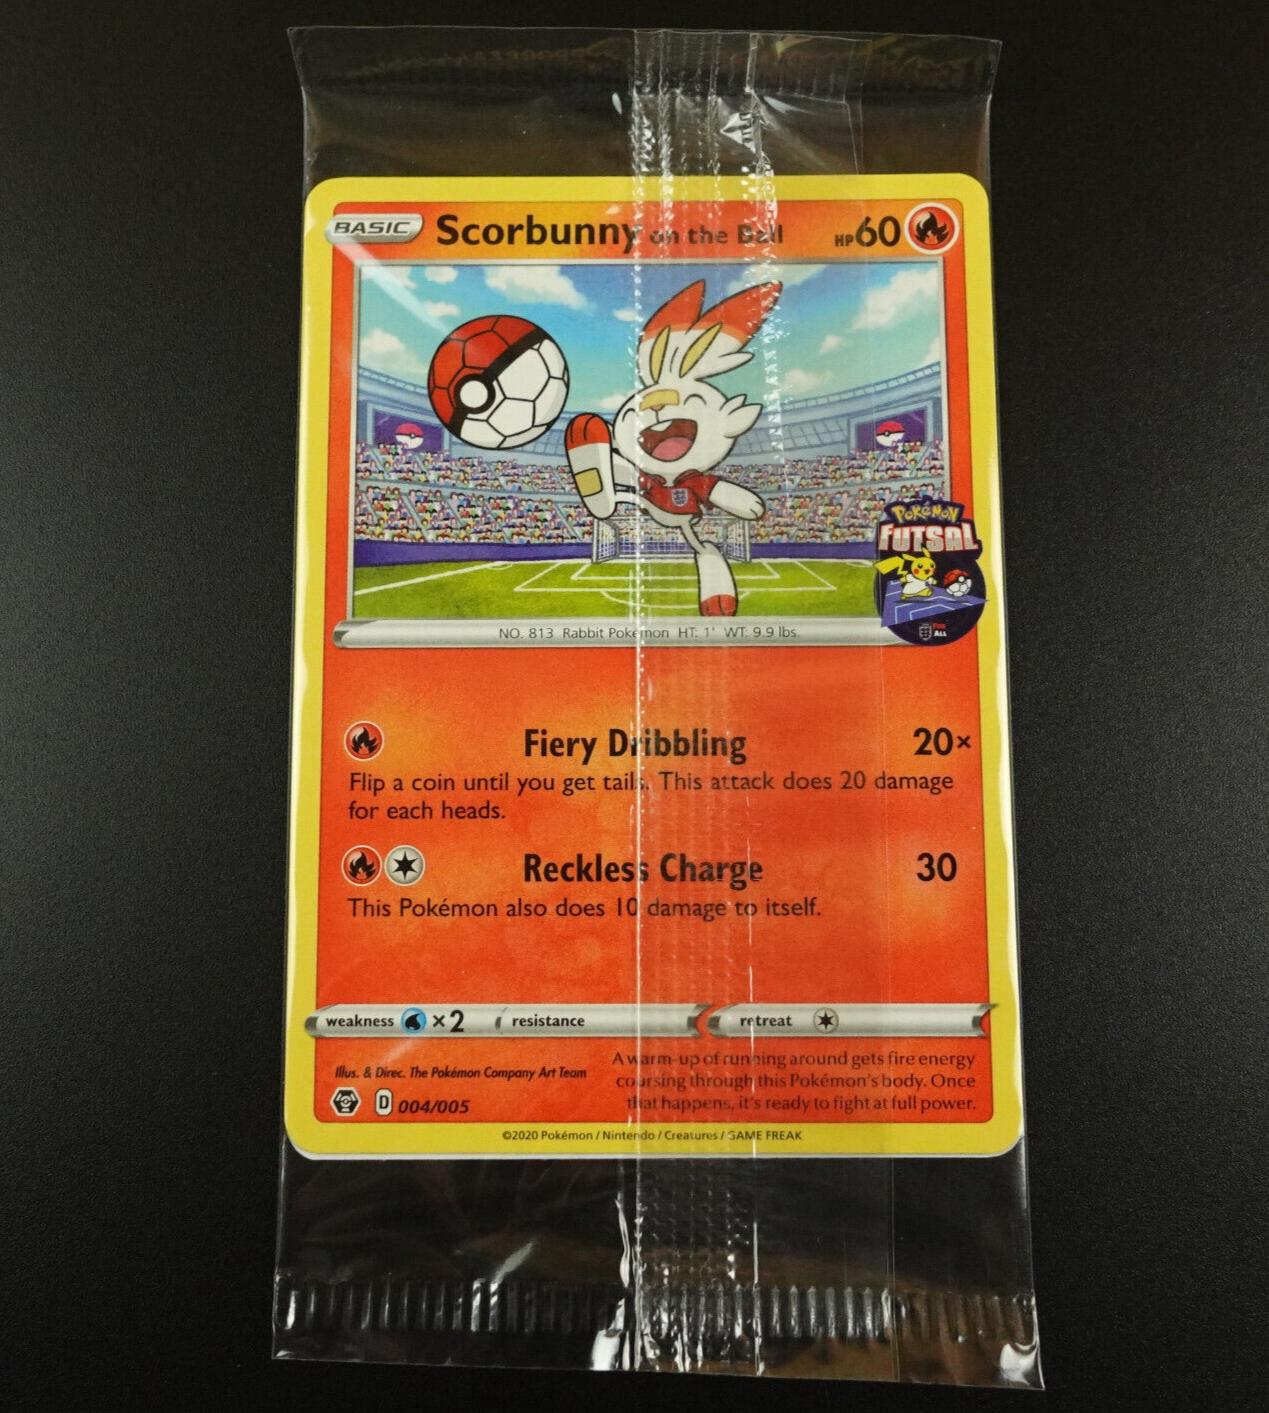 BASIC Scorbunny on the Ball HP60
Pokémon
FUTSAL
FOR
ALL
NO. 813 Rabbit Pokémon HT: 1' WT: 9.9 lbs.
Fiery Dribbling 20×
Flip a coin until you get tails. This attack does 20 damage
for each heads.
Reckless Charge 30
This Pokémon also does 10 damage to itself.
weakness ×2 resistance retreat
Illus. & Direc. The Pokémon Company Art Team
A warm-up of running around gets fire energy
coursing through this Pokémon's body. Once
that happens, it's ready to fight at full power.
D 004/005
©2020 Pokémon / Nintendo / Creatures / GAME FREAK